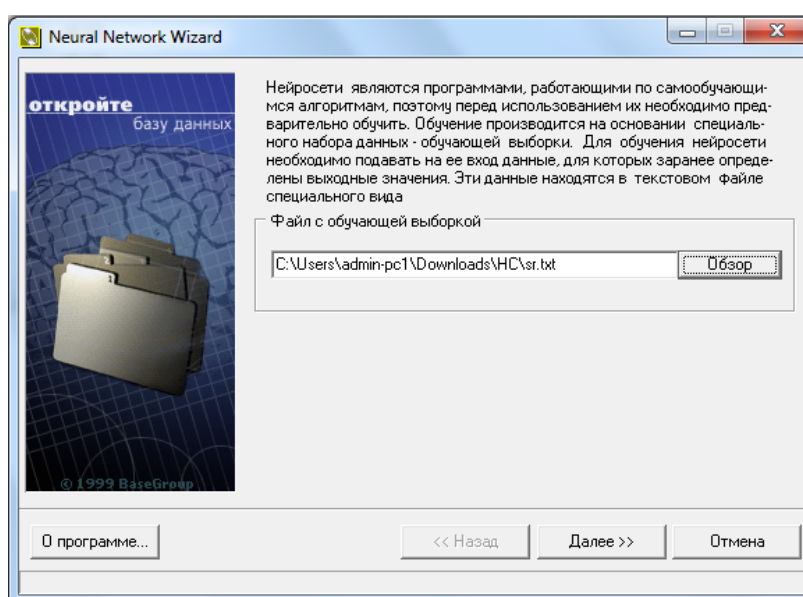 Neural Network Wizard
откройте
базу данных
Нейросети являются программами, работающими по самообучающи-
мся алгоритмам, поэтому перед использованием их необходимо пред-
варительно обучить. Обучение производится на основании специаль-
ного набора данных - обучающей выборки. Для обучения нейросети
необходимо подавать на ее вход данные, для которых заранее опреде-
лены выходные значения. Эти данные находятся в текстовом файле
специального вида
Файл с обучающей выборкой
C:\Users\admin-pc1\Downloads\НС\sr.txt
Обзор
© 1999 BaseGroup
О программе...
<< Назад
Далее >>
Отмена